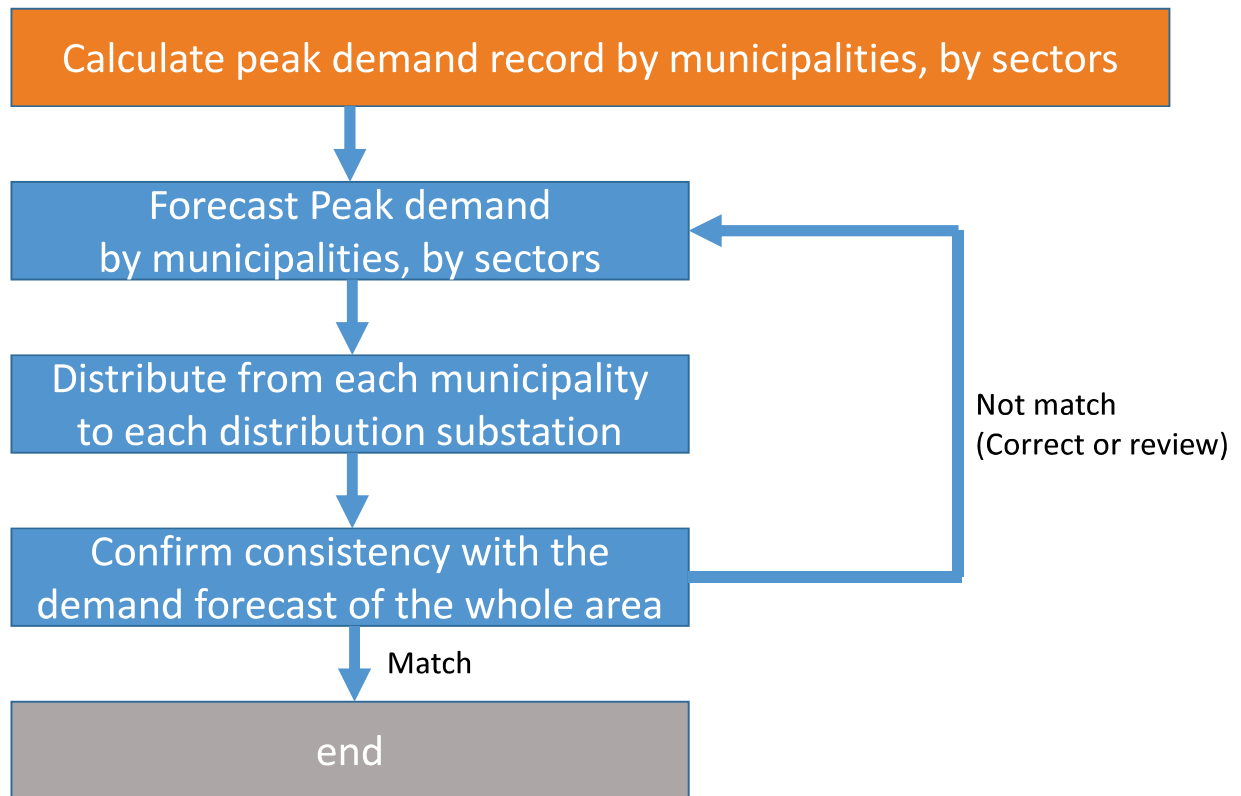 Calculate peak demand record by municipalities, by sectors
Forecast Peak demand
by municipalities, by sectors
Distribute from each municipality
to each distribution substation
Not match
(Correct or review)
Confirm consistency with the
demand forecast of the whole area
Match
end